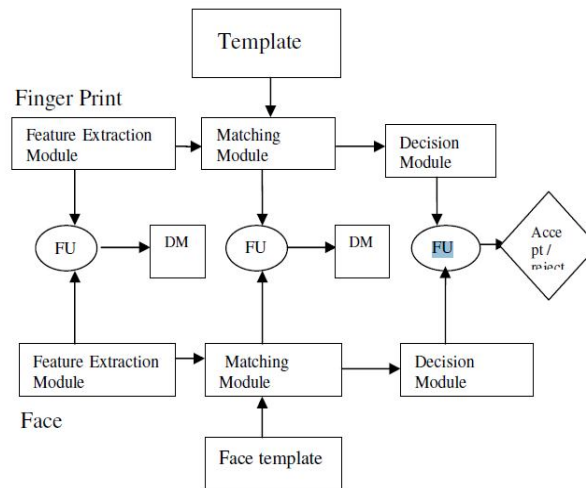 Template
Finger Print
Feature Extraction
Module
Matching
Module
Decision
Module
FU
DM
FU
DM
FU
Acce
pt /
reject
Feature Extraction
Module
Matching
Module
Decision
Module
Face
Face template